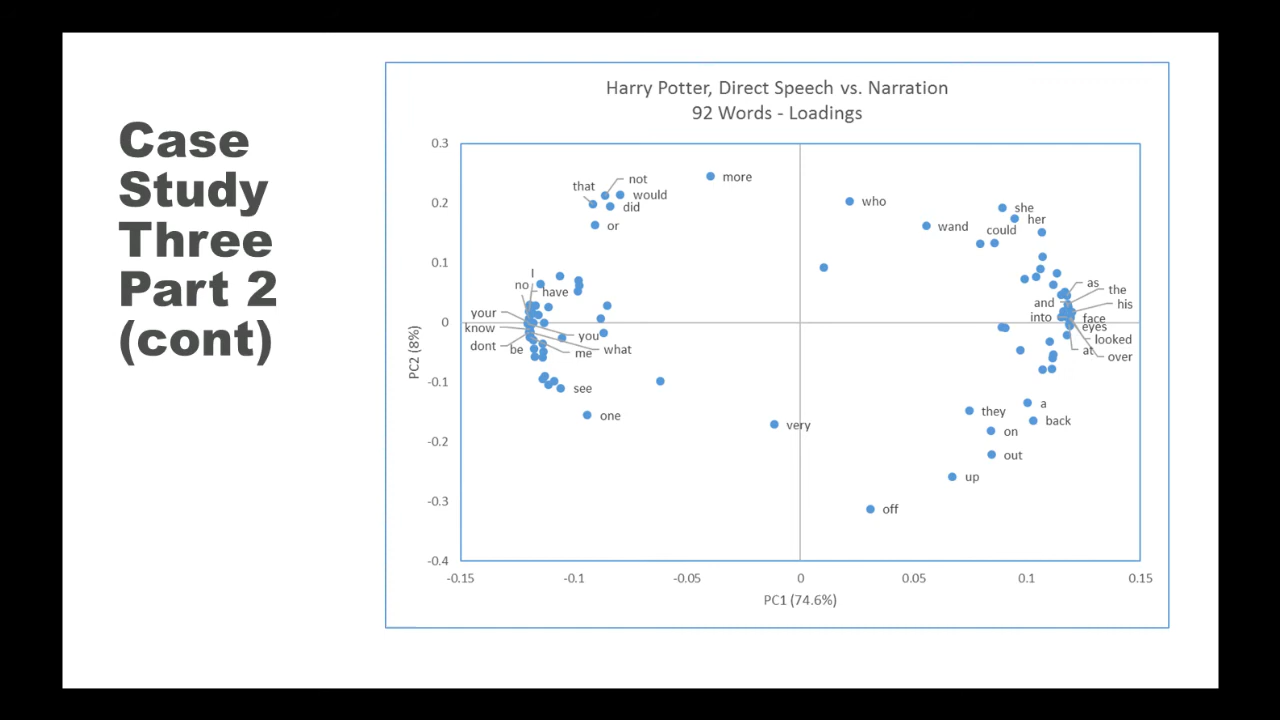 Case
Study
Three
Part 2
(cont)
Harry Potter, Direct Speech vs. Narration
92 Words - Loadings
0.3
0.2
0.1
0
-0.1
-0.2
-0.3
-0.4
PC2 (8%)
-0.15
-0.1
-0.05
0
0.05
0.1
0.15
PC1 (74.6%)
that
not
would
did
or
more
who
wand
she
her
could
I
no
have
your
know
dont
be
you
me
what
see
one
very
as
the
and
his
into
face
eyes
looked
at
over
they
a
back
on
out
up
off